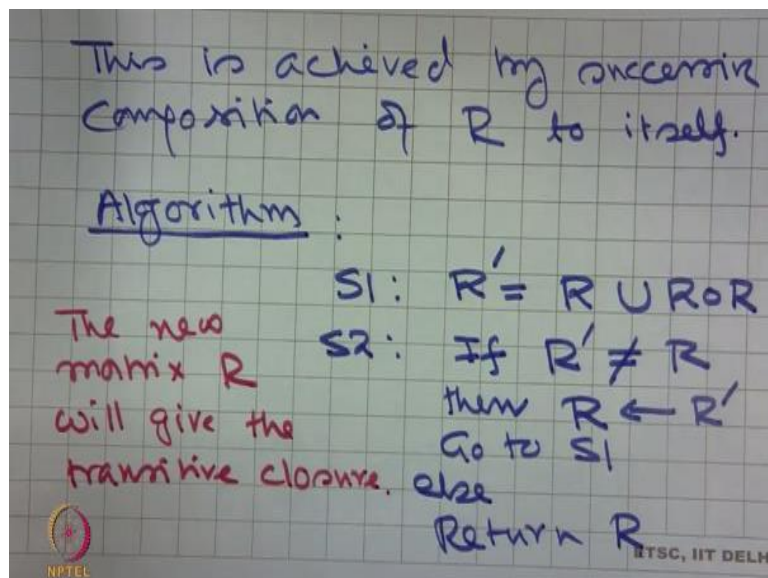 This is achieved by successive
Composition of R to itself.
Algorithm :
S1: R' = R ∪ R∘R
S2: If R' ≠ R
then R ← R'
Go to S1
else
Return R
The new
matrix R
will give the
transitive closure.
NPTEL
ETSC, IIT DELH